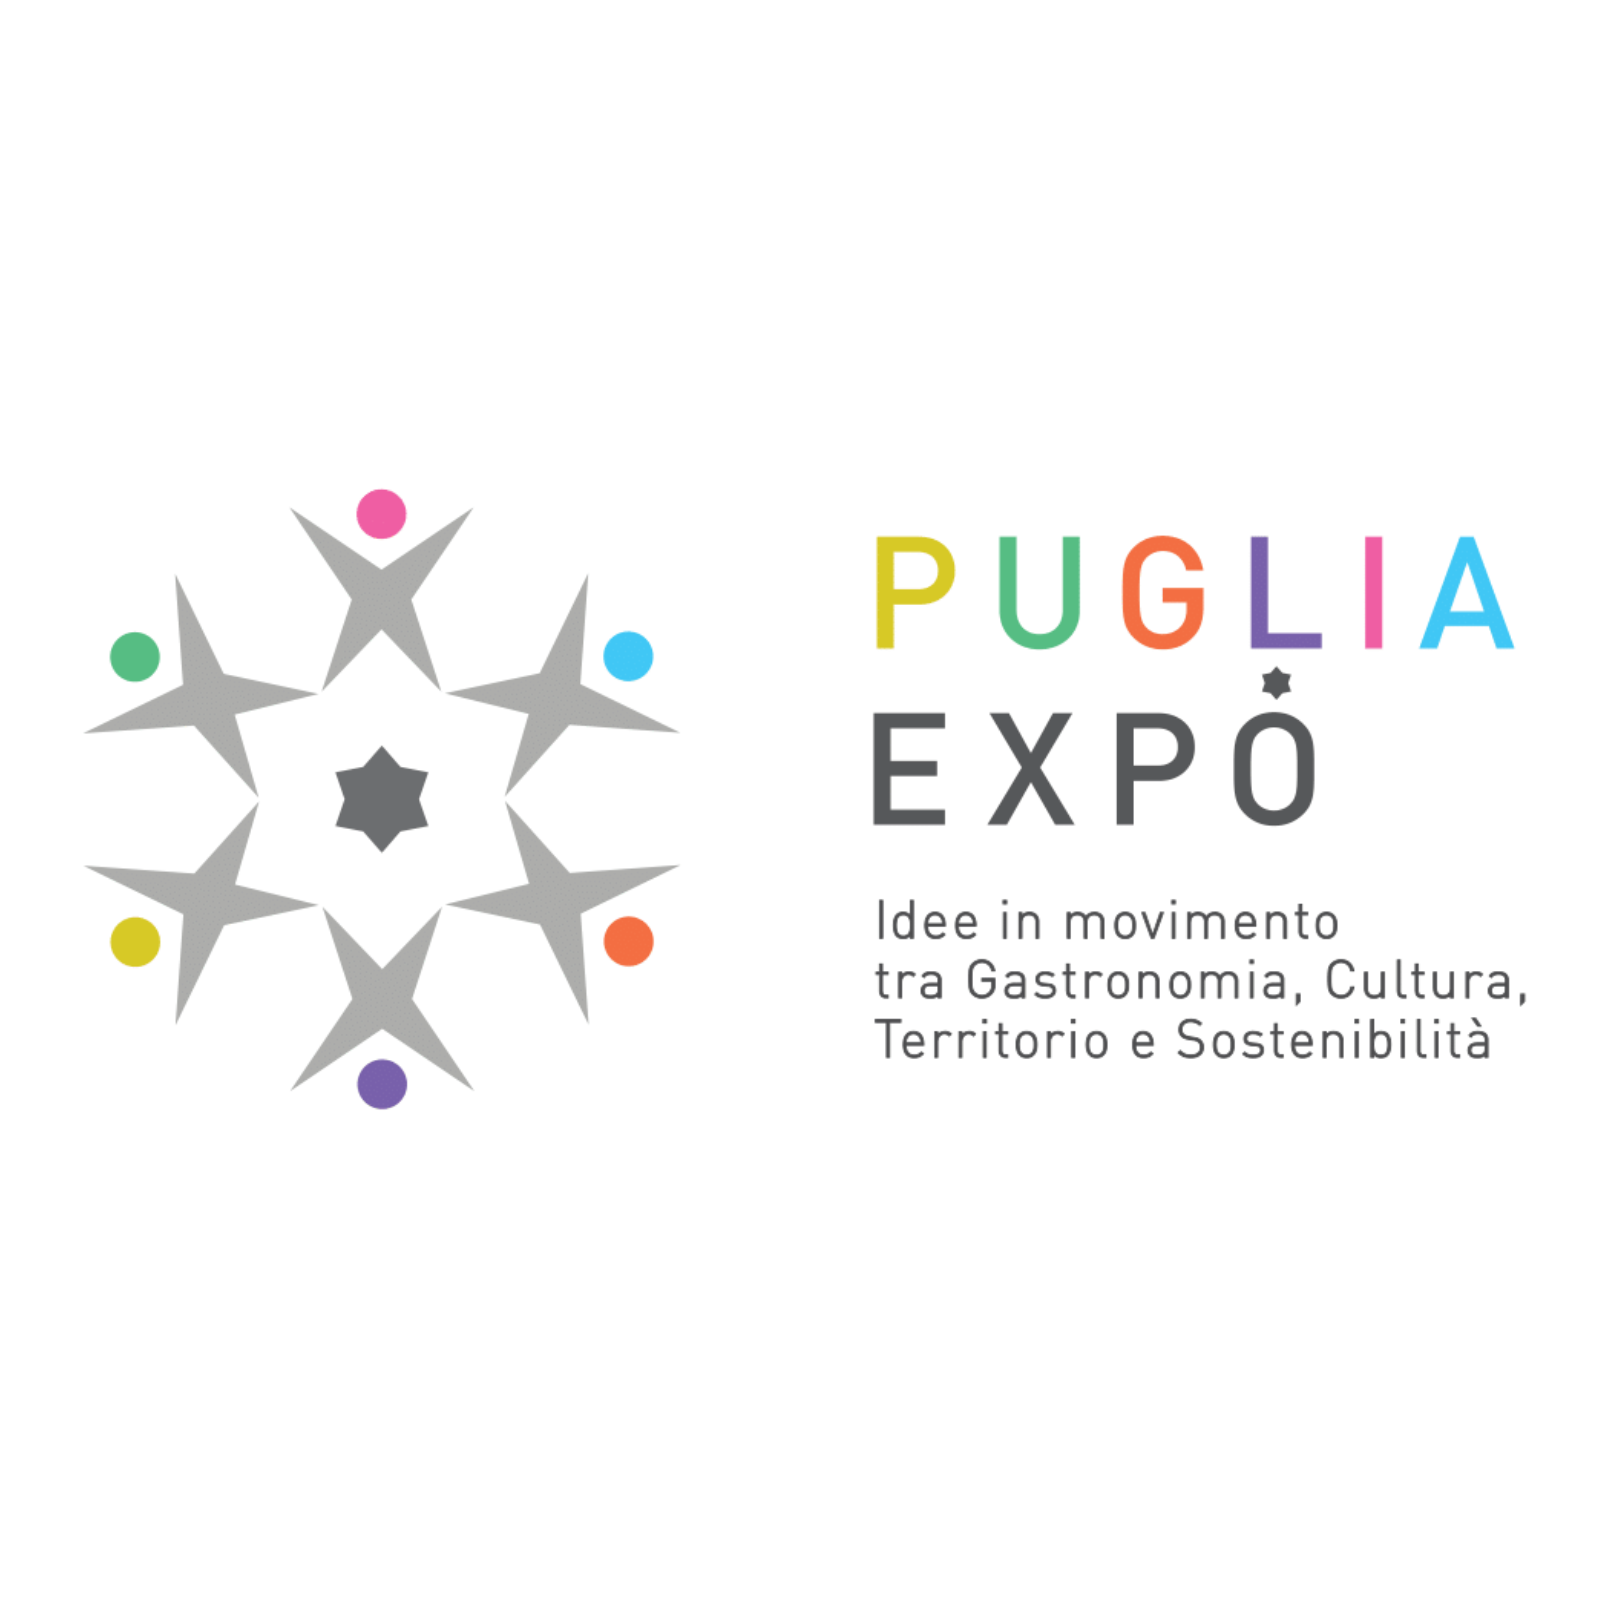 PUGLIA
EXPO
Idee in movimento
tra Gastronomia, Cultura,
Territorio e Sostenibilità